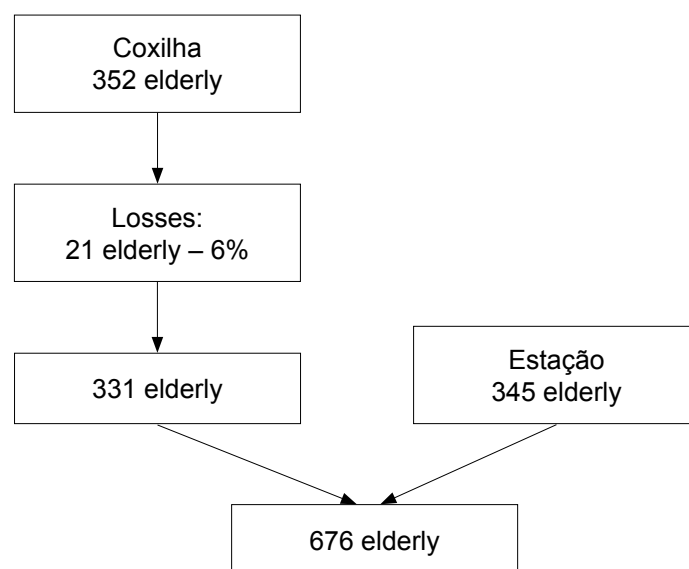 Coxilha
352 elderly
Losses:
21 elderly – 6%
331 elderly
Estação
345 elderly
676 elderly